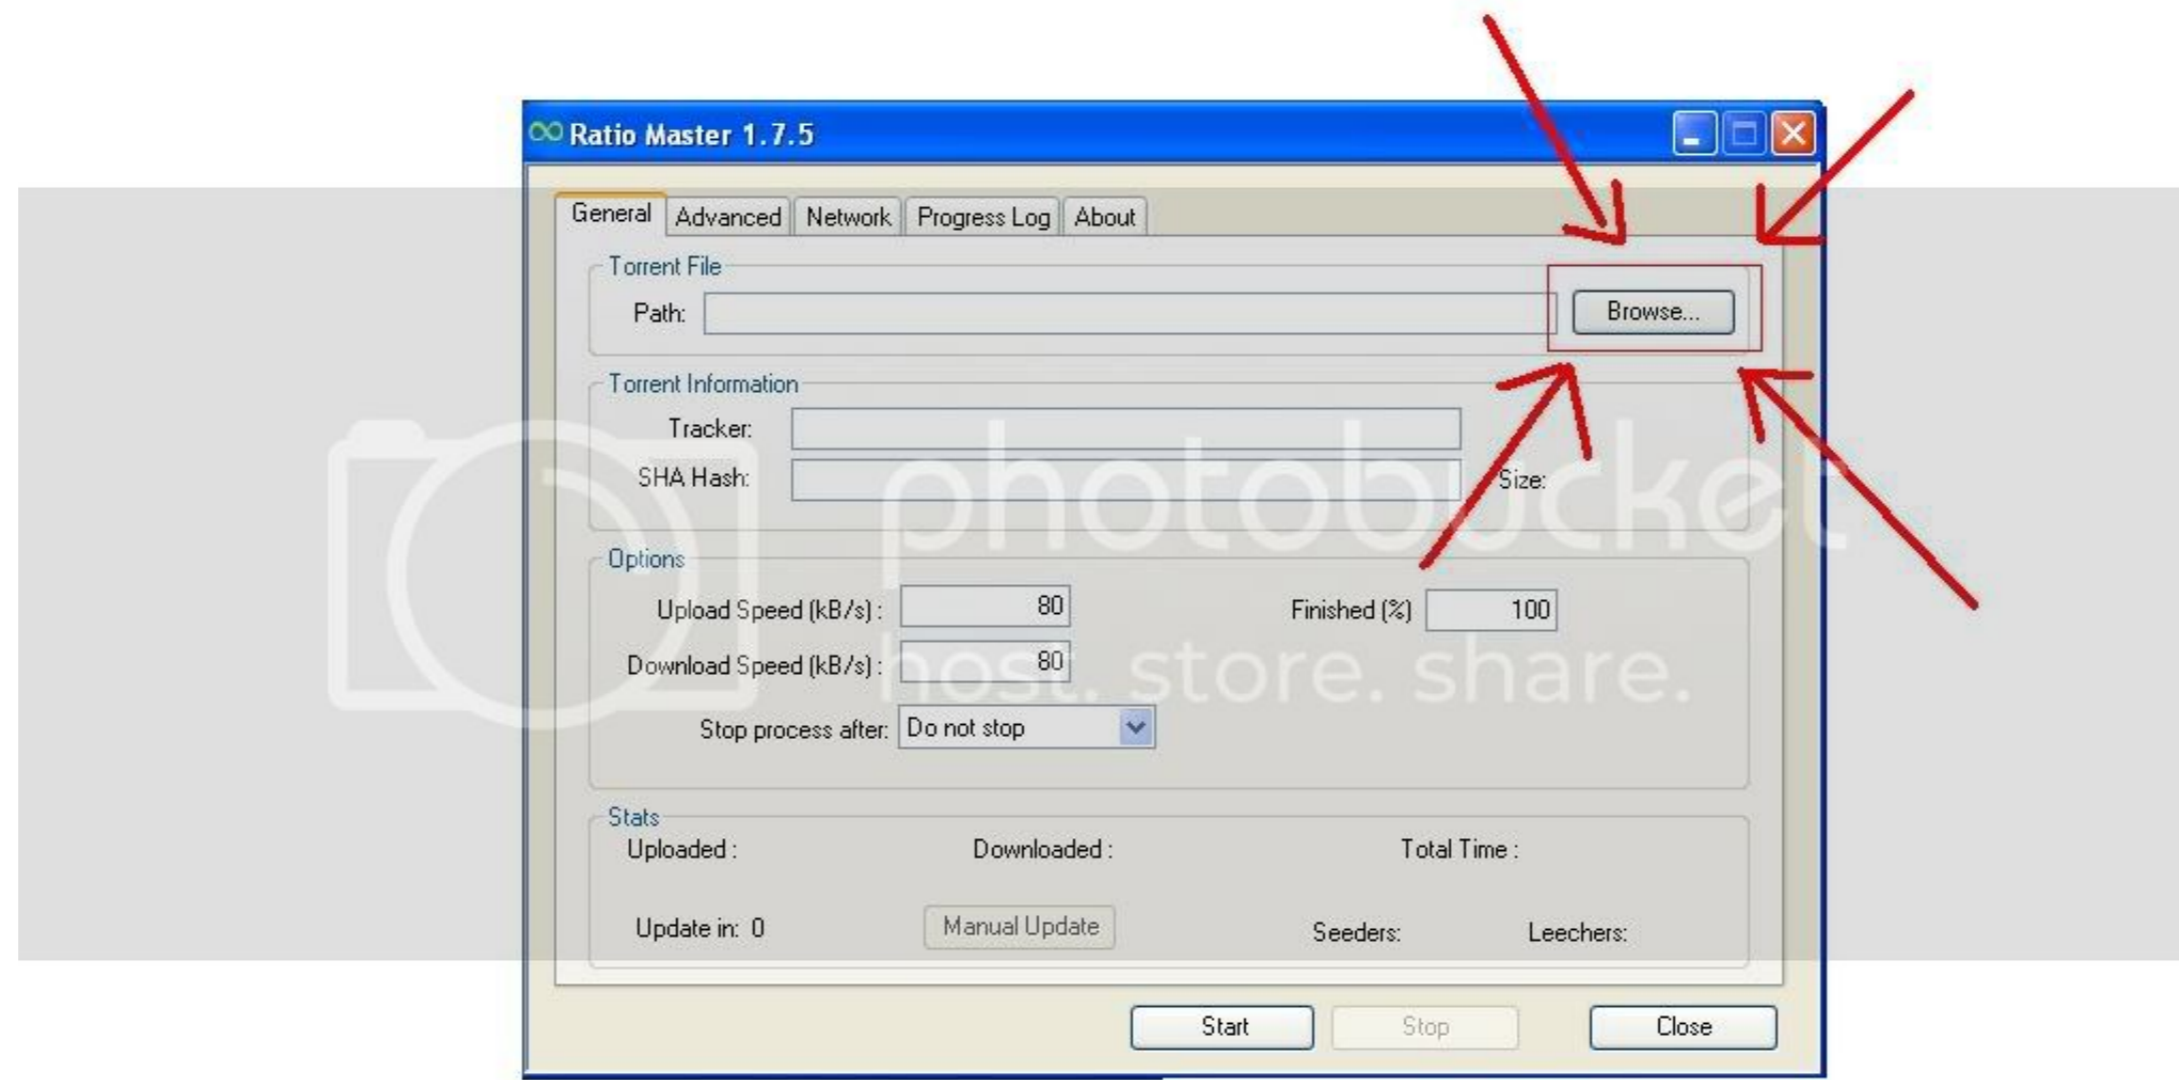 Ratio Master 1.7.5
General Advanced Network Progress Log About
Torrent File
Path: Browse...
Torrent Information
Tracker:
SHA Hash: Size:
photobucket
Options
Upload Speed (kB/s) : 80 Finished (%) 100
Download Speed (kB/s) : 80
host. store. share.
Stop process after: Do not stop
Stats
Uploaded : Downloaded : Total Time :
Update in: 0 Manual Update Seeders: Leechers:
Start Stop Close